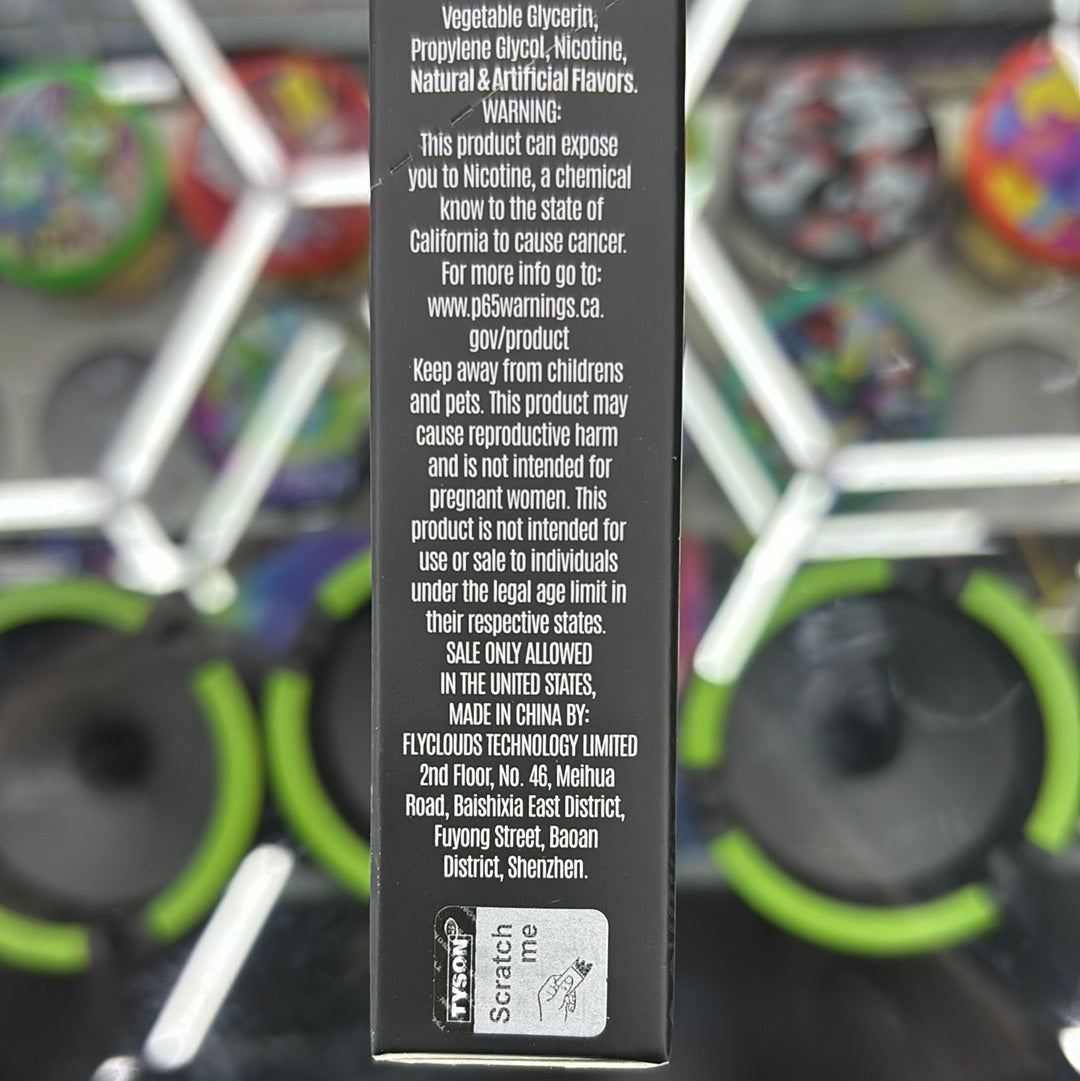 Vegetable Glycerin,
Propylene Glycol, Nicotine,
Natural & Artificial Flavors.
WARNING:
This product can expose
you to Nicotine, a chemical
know to the state of
California to cause cancer.
For more info go to:
www.p65warnings.ca.
gov/product
Keep away from childrens
and pets. This product may
cause reproductive harm
and is not intended for
pregnant women. This
product is not intended for
use or sale to individuals
under the legal age limit in
their respective states.
SALE ONLY ALLOWED
IN THE UNITED STATES,
MADE IN CHINA BY:
FLYCLOUDS TECHNOLOGY LIMITED
2nd Floor, No. 46, Meihua
Road, Baishixia East District,
Fuyong Street, Baoan
District, Shenzhen.
TYSON
Scratch
me